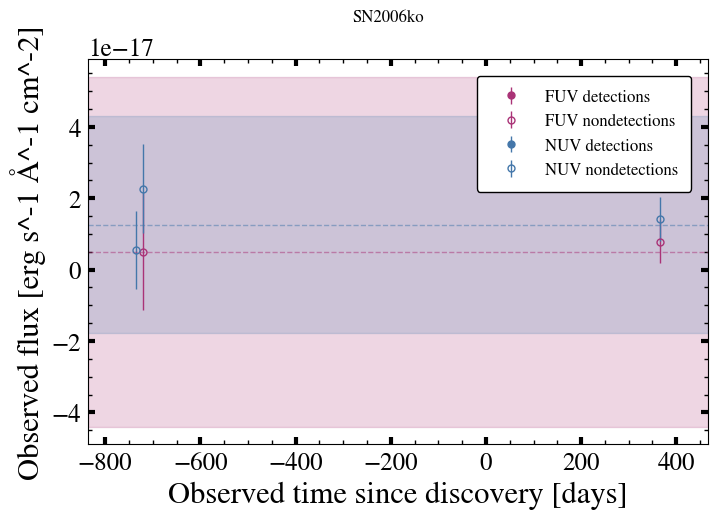 SN2006ko
1e−17
Observed flux [erg s^-1 Å^-1 cm^-2]
4
2
0
−2
−4
FUV detections
FUV nondetections
NUV detections
NUV nondetections
−800 −600 −400 −200 0 200 400
Observed time since discovery [days]